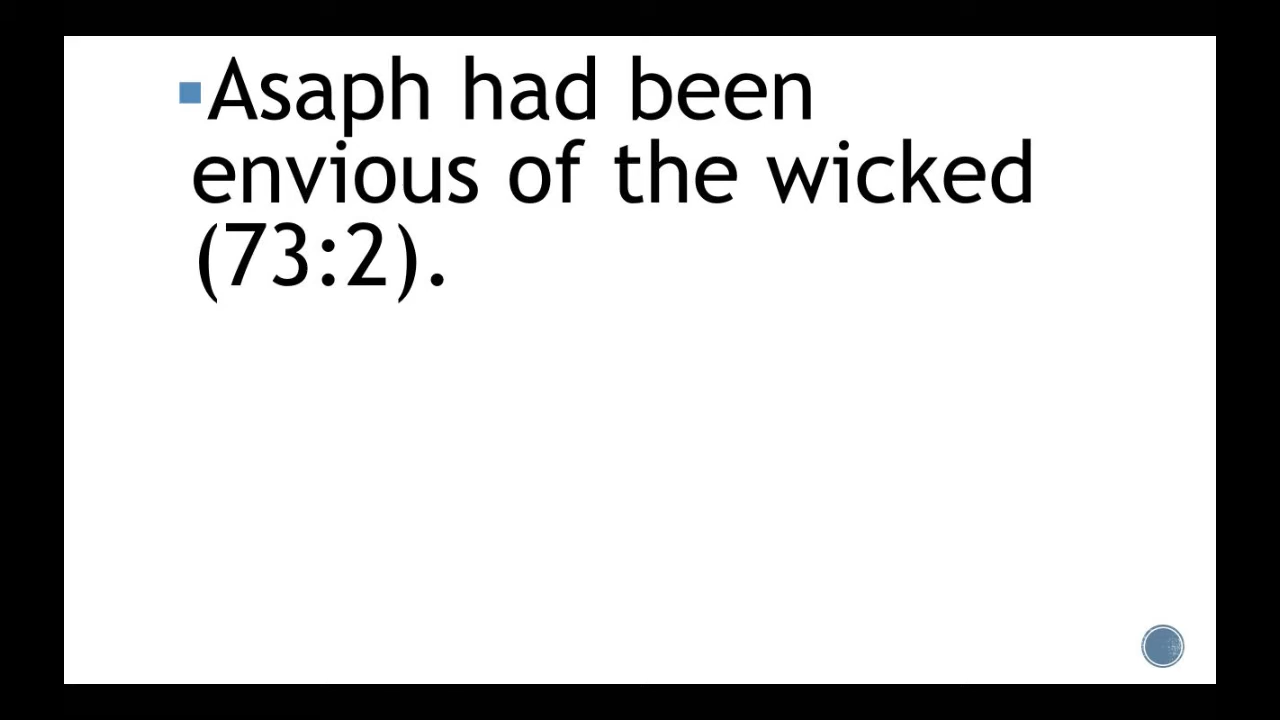 ▪Asaph had been
envious of the wicked
(73:2).